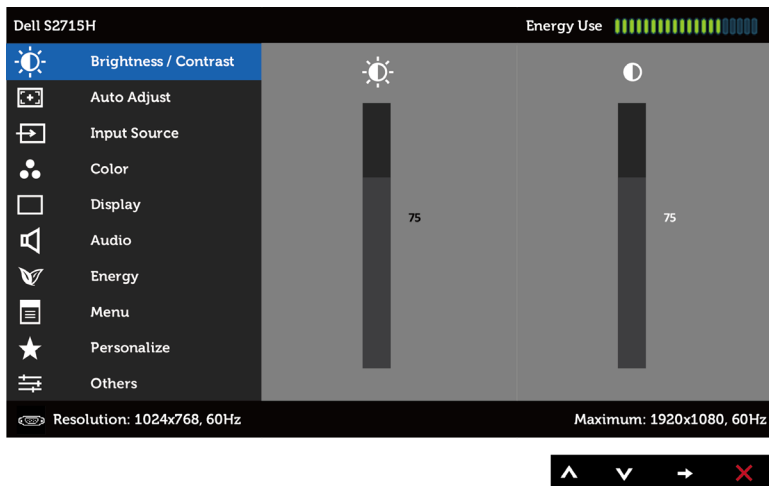 Dell S2715H
Energy Use
Brightness / Contrast
Auto Adjust
Input Source
Color
Display
Audio
Energy
Menu
Personalize
Others
75
75
Resolution: 1024x768, 60Hz
Maximum: 1920x1080, 60Hz